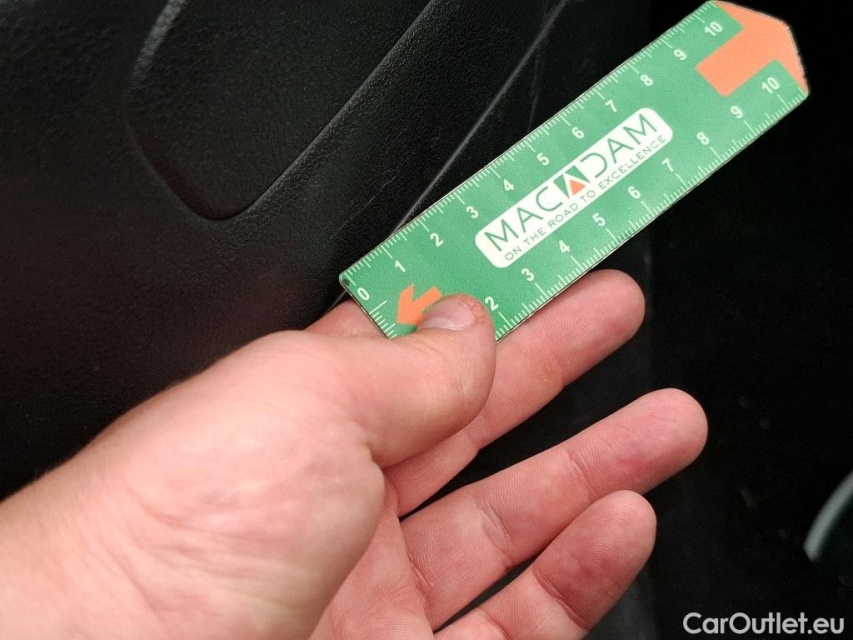 0 1 2 3 4 5 6 7 8 9 10
MACADAM
ON THE ROAD TO EXCELLENCE
2 3 4 5 6 7 8 9 10
CarOutlet.eu